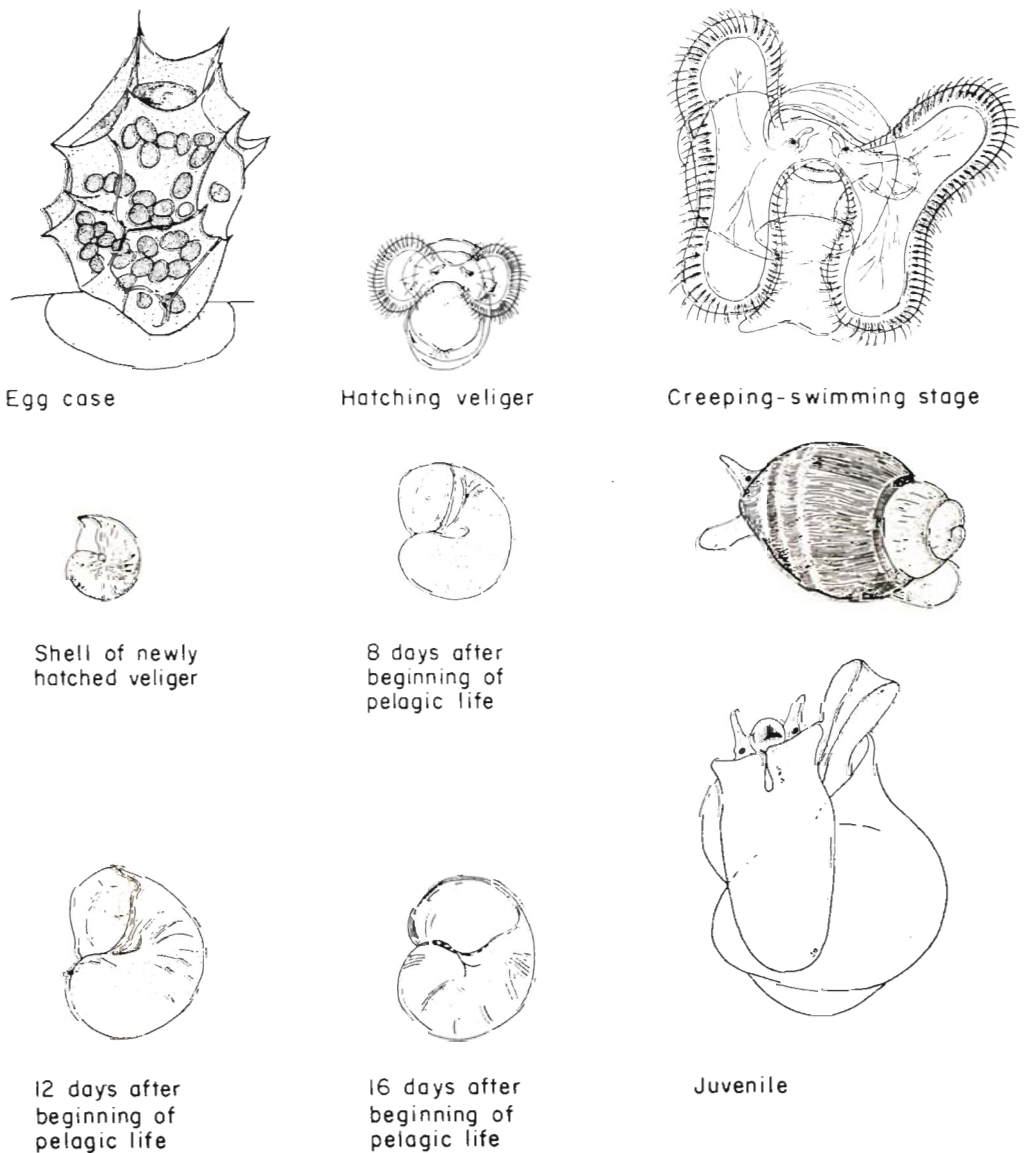 Egg case
Hatching veliger
Creeping-swimming stage
Shell of newly
hatched veliger
8 days after
beginning of
pelagic life
12 days after
beginning of
pelagic life
16 days after
beginning of
pelagic life
Juvenile